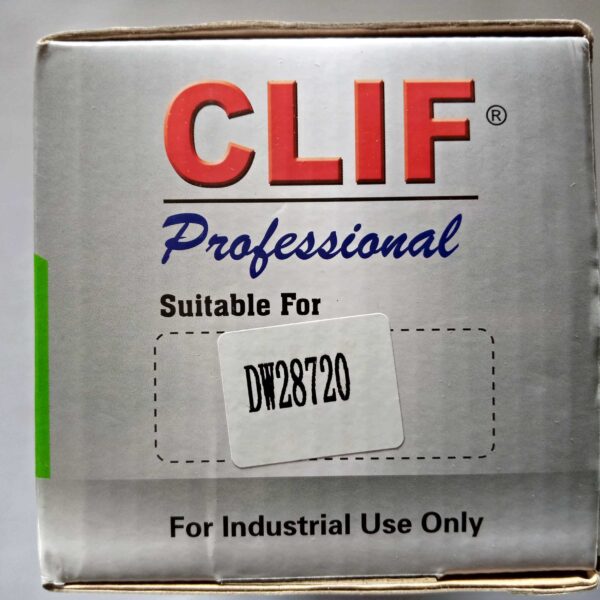 CLIF®
Professional
Suitable For
DW28720
For Industrial Use Only